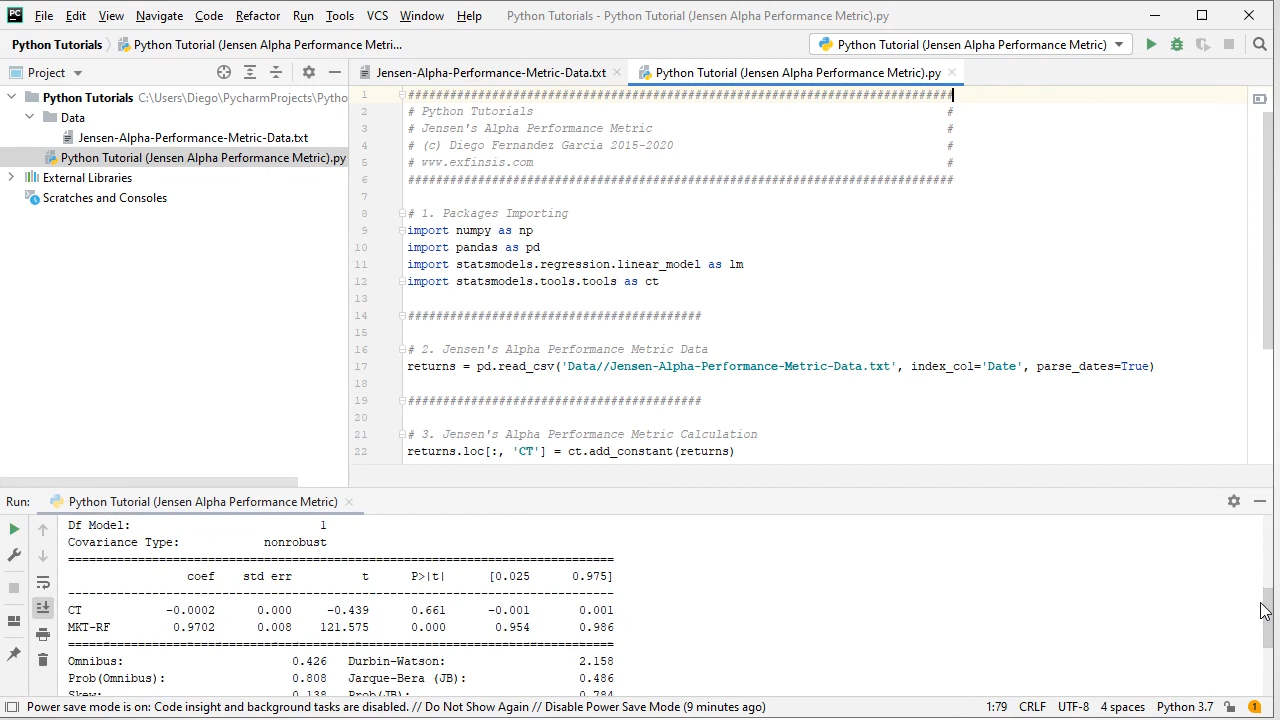 PC File Edit View Navigate Code Refactor Run Tools VCS Window Help Python Tutorials - Python Tutorial (Jensen Alpha Performance Metric).py
Python Tutorials Python Tutorial (Jensen Alpha Performance Metri... Python Tutorial (Jensen Alpha Performance Metric)
Project Jensen-Alpha-Performance-Metric-Data.txt Python Tutorial (Jensen Alpha Performance Metric).py
Python Tutorials C:\Users\Diego\PycharmProjects\Pytho
Data
Jensen-Alpha-Performance-Metric-Data.txt
Python Tutorial (Jensen Alpha Performance Metric).py
External Libraries
Scratches and Consoles
1 ##############################################################################
2 # Python Tutorials #
3 # Jensen's Alpha Performance Metric #
4 # (c) Diego Fernandez Garcia 2015-2020 #
5 # www.exfinsis.com #
6 ##############################################################################
7
8 # 1. Packages Importing
9 import numpy as np
10 import pandas as pd
11 import statsmodels.regression.linear_model as lm
12 import statsmodels.tools.tools as ct
13
14 ##########################################
15
16 # 2. Jensen's Alpha Performance Metric Data
17 returns = pd.read_csv('Data//Jensen-Alpha-Performance-Metric-Data.txt', index_col='Date', parse_dates=True)
18
19 ##########################################
20
21 # 3. Jensen's Alpha Performance Metric Calculation
22 returns.loc[:, 'CT'] = ct.add_constant(returns)
Run: Python Tutorial (Jensen Alpha Performance Metric)
Df Model: 1
Covariance Type: nonrobust
==============================================================================
coef std err t P>|t| [0.025 0.975]
------------------------------------------------------------------------------
CT -0.0002 0.000 -0.439 0.661 -0.001 0.001
MKT-RF 0.9702 0.008 121.575 0.000 0.954 0.986
==============================================================================
Omnibus: 0.426 Durbin-Watson: 2.158
Prob(Omnibus): 0.808 Jarque-Bera (JB): 0.486
Skew: 0.138 Prob(JB): 0.784
Power save mode is on: Code insight and background tasks are disabled. // Do Not Show Again // Disable Power Save Mode (9 minutes ago) 1:79 CRLF UTF-8 4 spaces Python 3.7 1